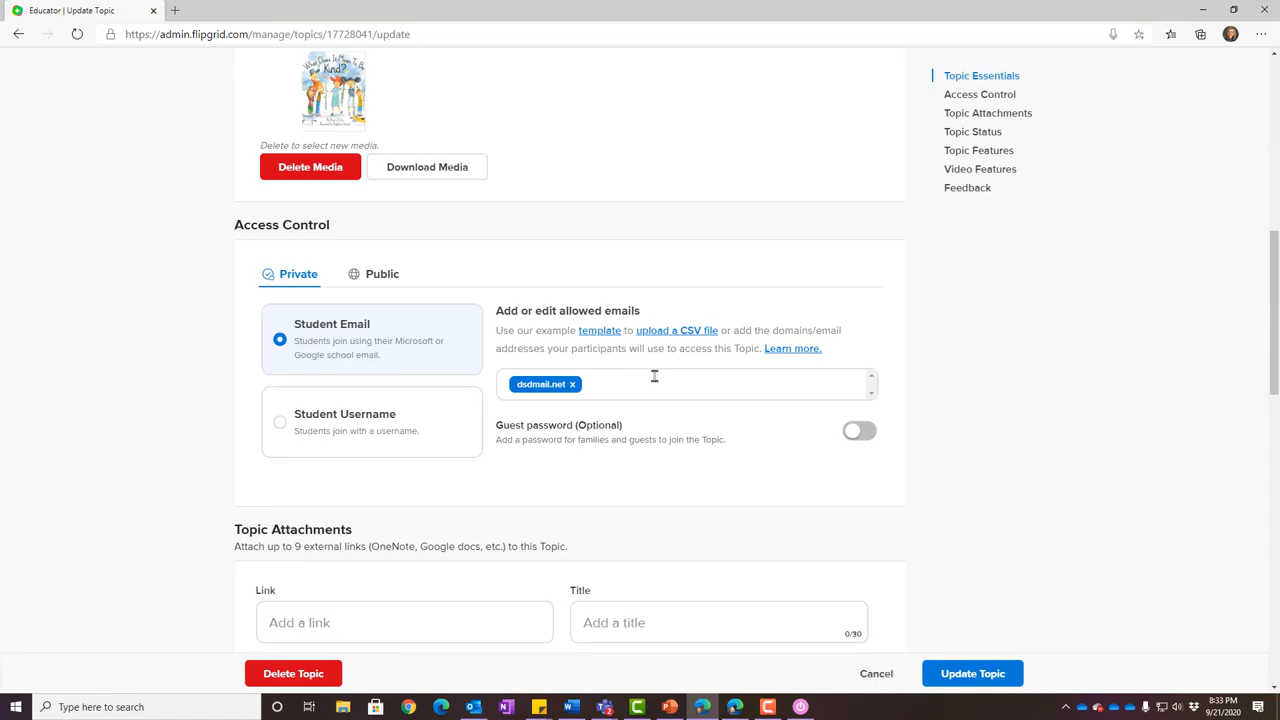 Educator | Update Topic
https://admin.flipgrid.com/manage/topics/17728041/update
What Does It Mean To Be
Kind?
Delete to select new media.
Delete Media
Download Media
Topic Essentials
Access Control
Topic Attachments
Topic Status
Topic Features
Video Features
Feedback
Access Control
Private
Public
Student Email
Students join using their Microsoft or
Google school email.
Student Username
Students join with a username.
Add or edit allowed emails
Use our example template to upload a CSV file or add the domains/email
addresses your participants will use to access this Topic. Learn more.
dsdmail.net x
Guest password (Optional)
Add a password for families and guests to join the Topic.
Topic Attachments
Attach up to 9 external links (OneNote, Google docs, etc.) to this Topic.
Link
Title
Add a link
Add a title
0/30
Delete Topic
Cancel
Update Topic
Type here to search
8:33 PM
9/21/2020